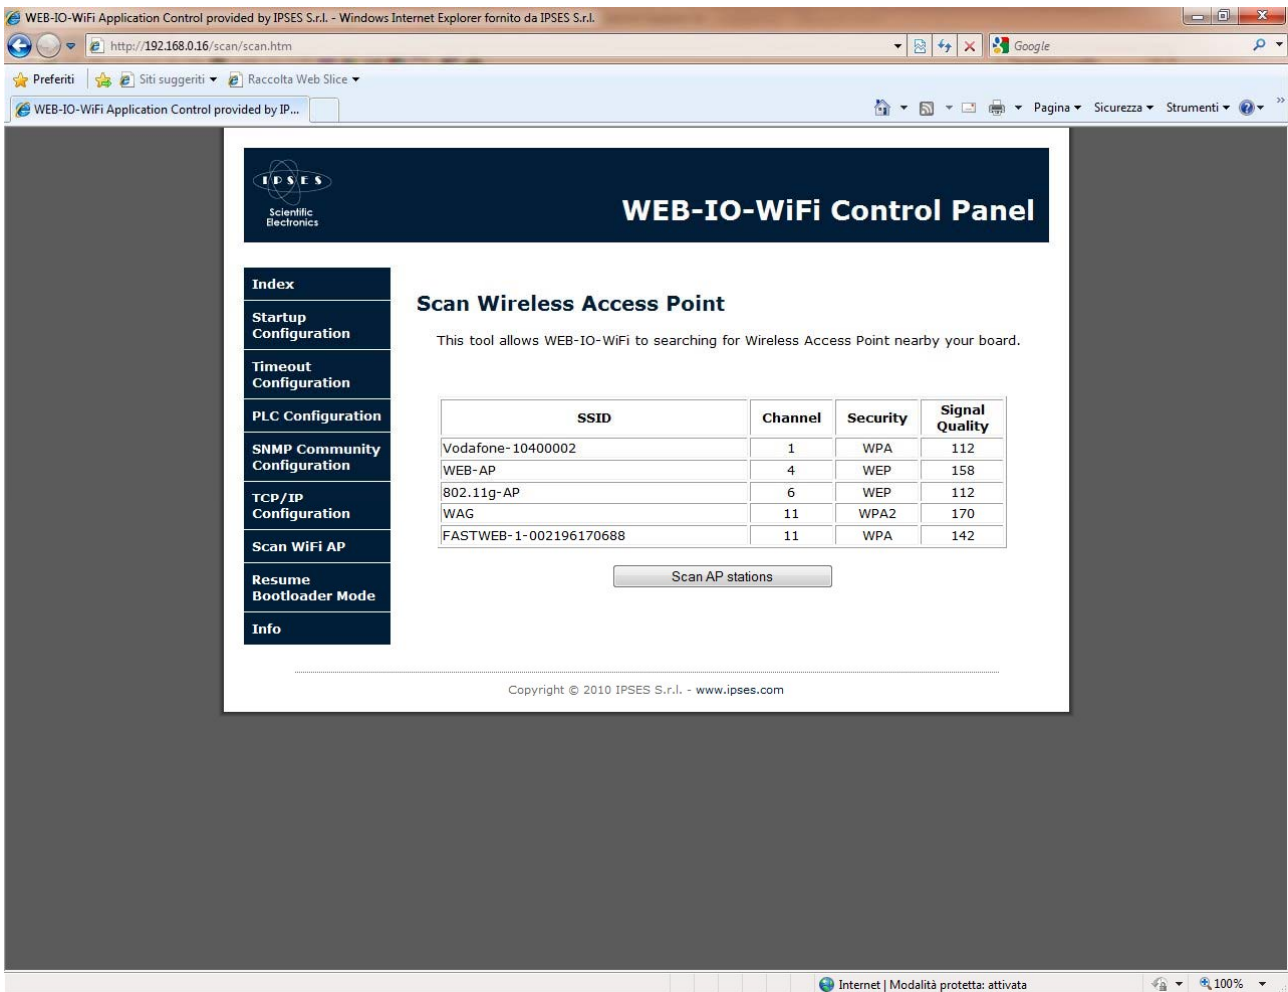 WEB-IO-WiFi Application Control provided by IPSES S.r.l. - Windows Internet Explorer fornito da IPSES S.r.l.
http://192.168.0.16/scan/scan.htm
Google
Preferiti
Siti suggeriti
Raccolta Web Slice
WEB-IO-WiFi Application Control provided by IP...
Pagina
Sicurezza
Strumenti
IPSES
Scientific
Electronics
WEB-IO-WiFi Control Panel
Index
Startup
Configuration
Timeout
Configuration
PLC Configuration
SNMP Community
Configuration
TCP/IP
Configuration
Scan WiFi AP
Resume
Bootloader Mode
Info
Scan Wireless Access Point
This tool allows WEB-IO-WiFi to searching for Wireless Access Point nearby your board.
SSID Channel Security Signal Quality
Vodafone-10400002 1 WPA 112
WEB-AP 4 WEP 158
802.11g-AP 6 WEP 112
WAG 11 WPA2 170
FASTWEB-1-002196170688 11 WPA 142
Scan AP stations
Copyright © 2010 IPSES S.r.l. - www.ipses.com
Internet | Modalità protetta: attivata
100%